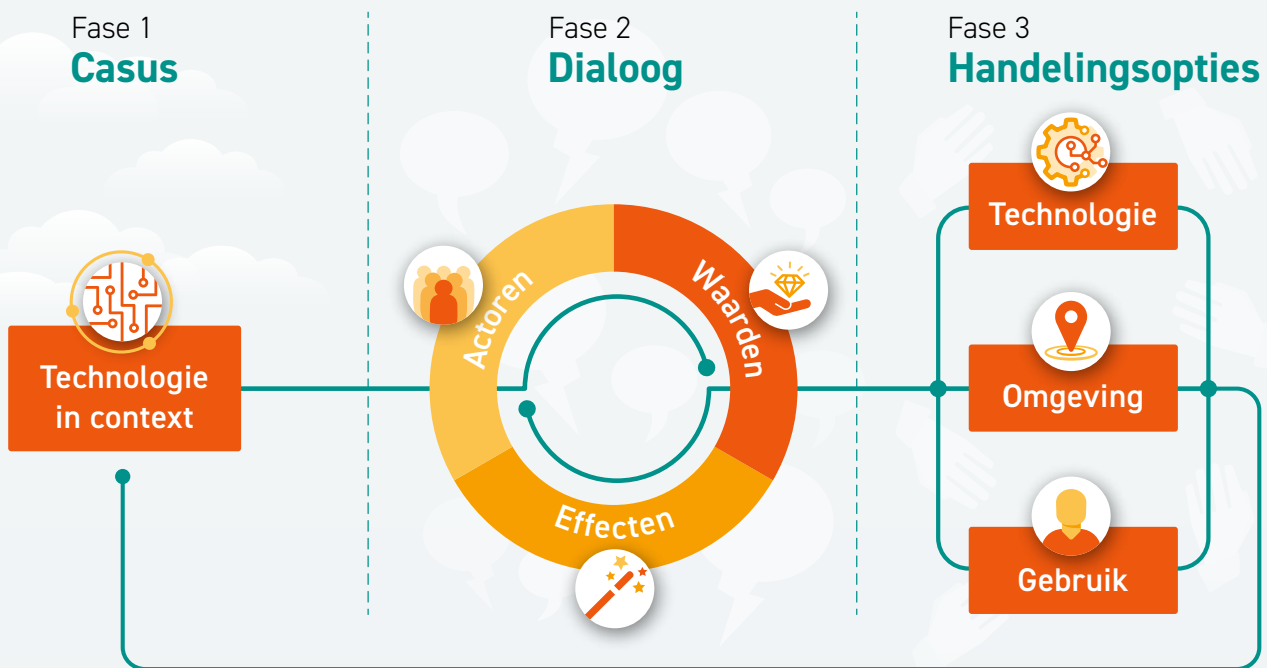 Fase 1
Casus
Fase 2
Dialoog
Fase 3
Handelingsopties
Technologie
in context
Actoren
Waarden
Effecten
Technologie
Omgeving
Gebruik